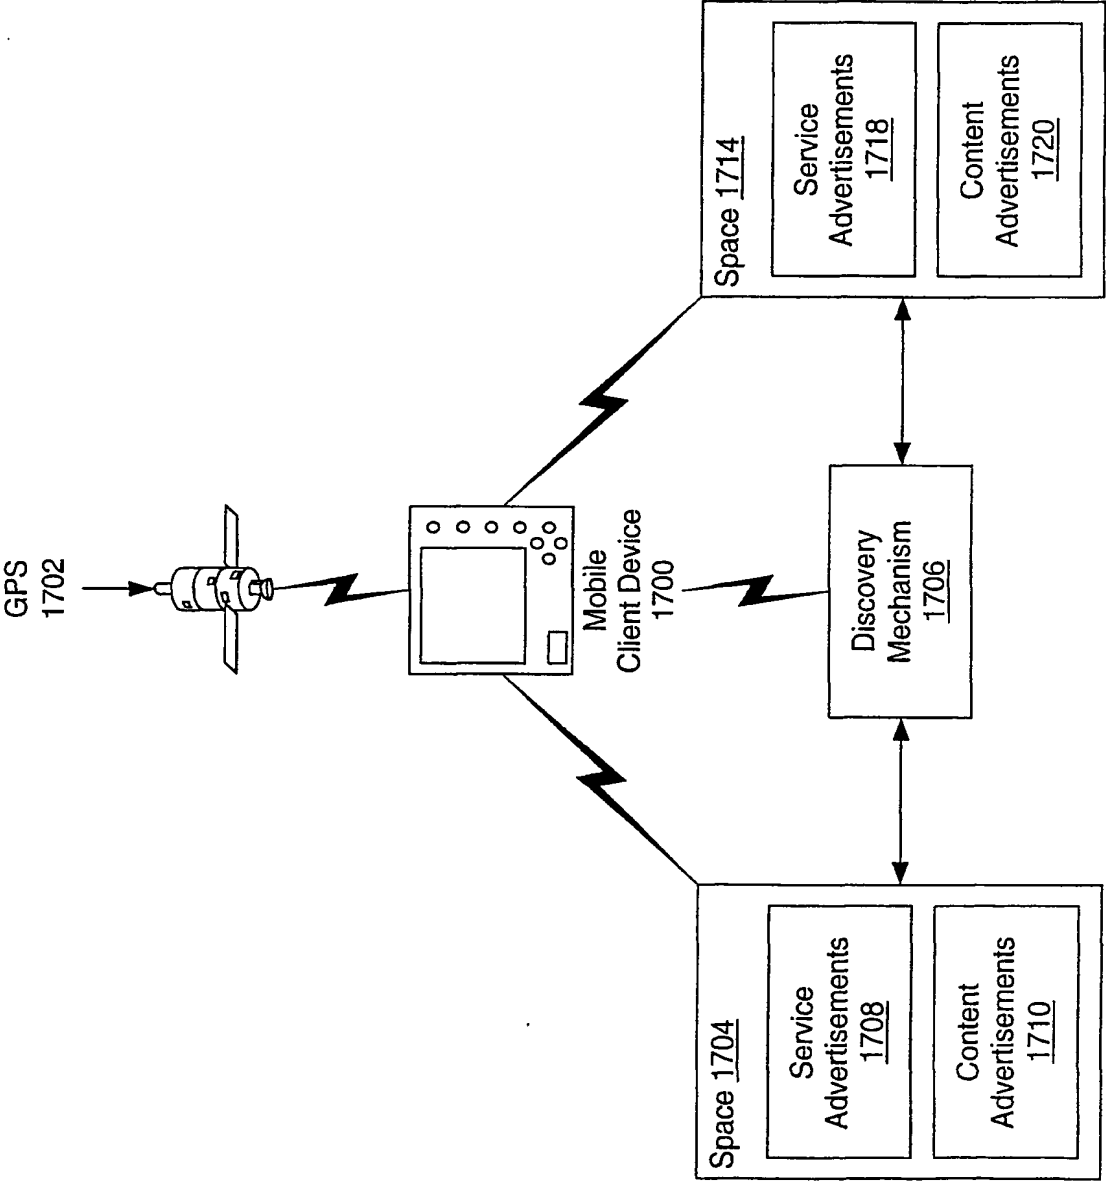 GPS
1702
Mobile
Client Device
1700
Space 1704
Service
Advertisements
1708
Content
Advertisements
1710
Discovery
Mechanism
1706
Space 1714
Service
Advertisements
1718
Content
Advertisements
1720